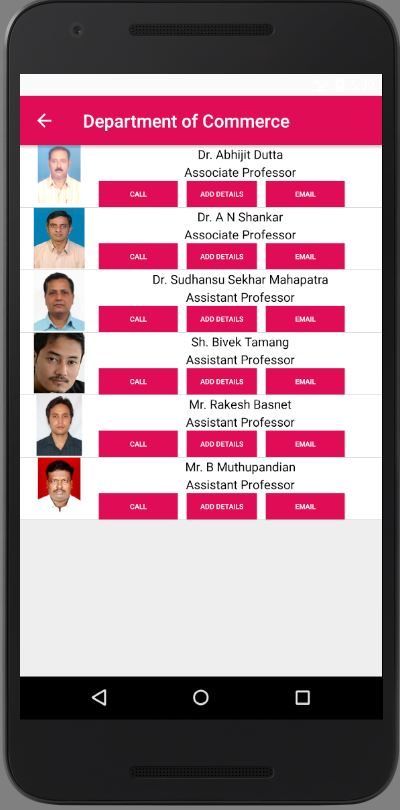 Department of Commerce
Dr. Abhijit Dutta
Associate Professor
CALL ADD DETAILS EMAIL
Dr. A N Shankar
Associate Professor
CALL ADD DETAILS EMAIL
Dr. Sudhansu Sekhar Mahapatra
Assistant Professor
CALL ADD DETAILS EMAIL
Sh. Bivek Tamang
Assistant Professor
CALL ADD DETAILS EMAIL
Mr. Rakesh Basnet
Assistant Professor
CALL ADD DETAILS EMAIL
Mr. B Muthupandian
Assistant Professor
CALL ADD DETAILS EMAIL